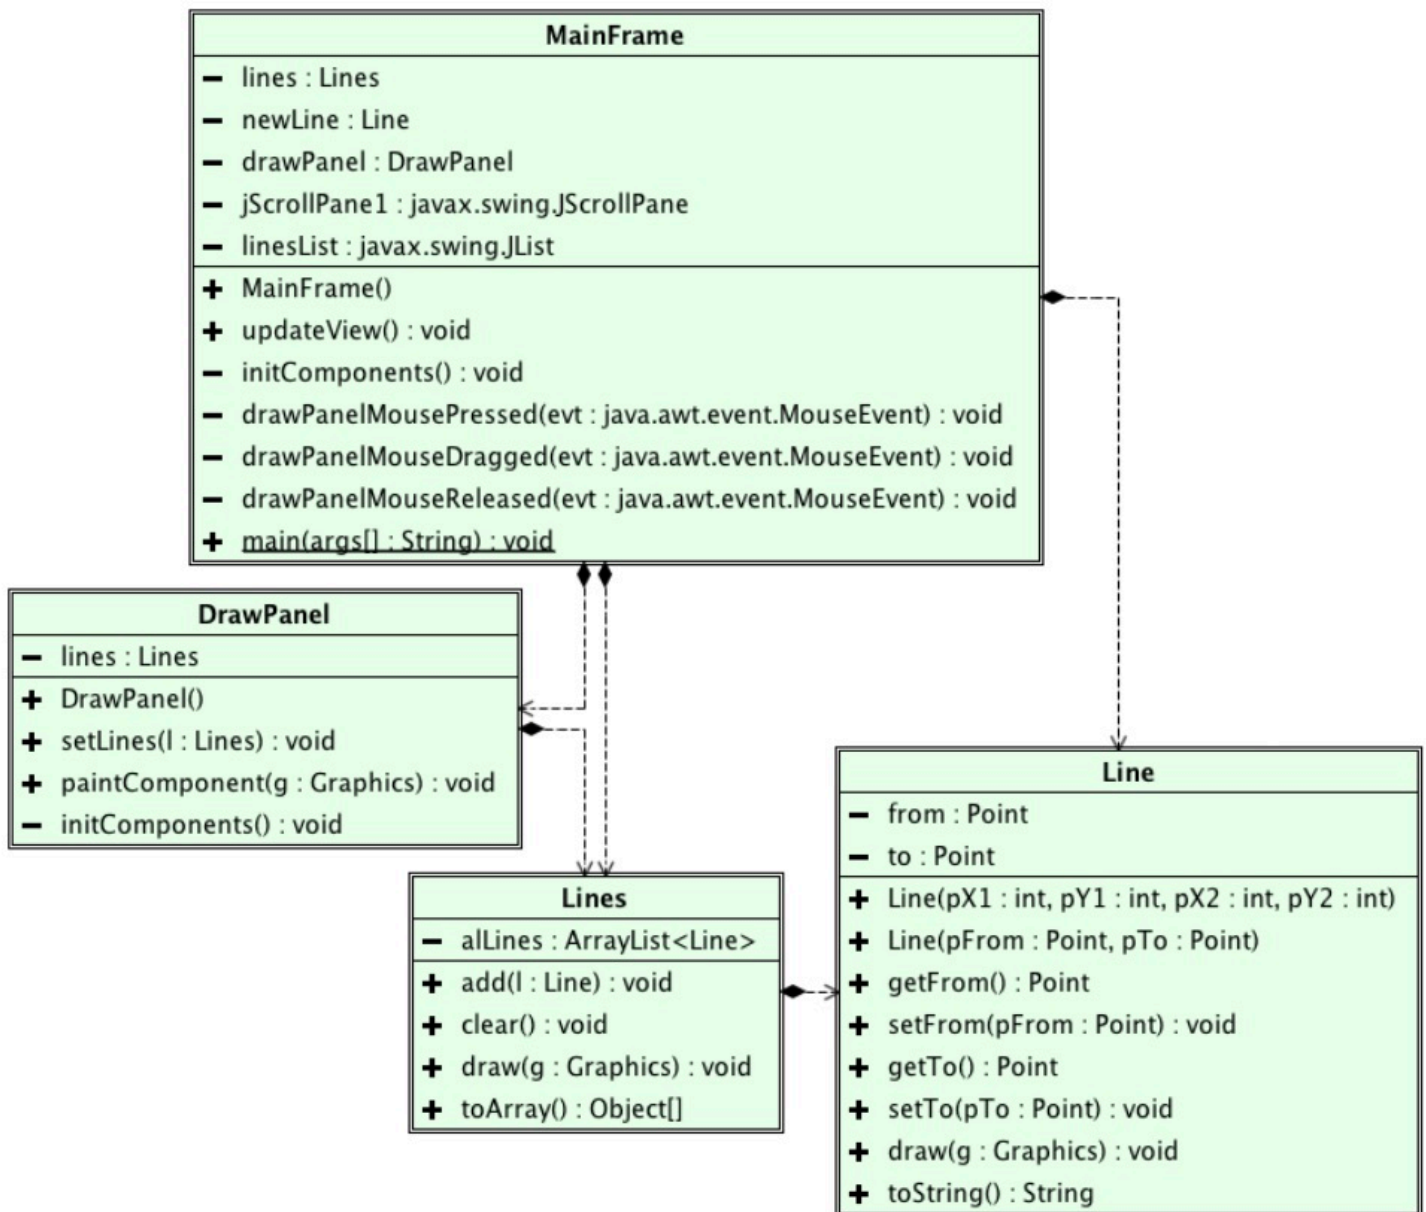 MainFrame
− lines : Lines
− newLine : Line
− drawPanel : DrawPanel
− jScrollPane1 : javax.swing.JScrollPane
− linesList : javax.swing.JList
+ MainFrame()
+ updateView() : void
− initComponents() : void
− drawPanelMousePressed(evt : java.awt.event.MouseEvent) : void
− drawPanelMouseDragged(evt : java.awt.event.MouseEvent) : void
− drawPanelMouseReleased(evt : java.awt.event.MouseEvent) : void
+ main(args[] : String) : void
DrawPanel
− lines : Lines
+ DrawPanel()
+ setLines(l : Lines) : void
+ paintComponent(g : Graphics) : void
− initComponents() : void
Lines
− alLines : ArrayList<Line>
+ add(l : Line) : void
+ clear() : void
+ draw(g : Graphics) : void
+ toArray() : Object[]
Line
− from : Point
− to : Point
+ Line(pX1 : int, pY1 : int, pX2 : int, pY2 : int)
+ Line(pFrom : Point, pTo : Point)
+ getFrom() : Point
+ setFrom(pFrom : Point) : void
+ getTo() : Point
+ setTo(pTo : Point) : void
+ draw(g : Graphics) : void
+ toString() : String